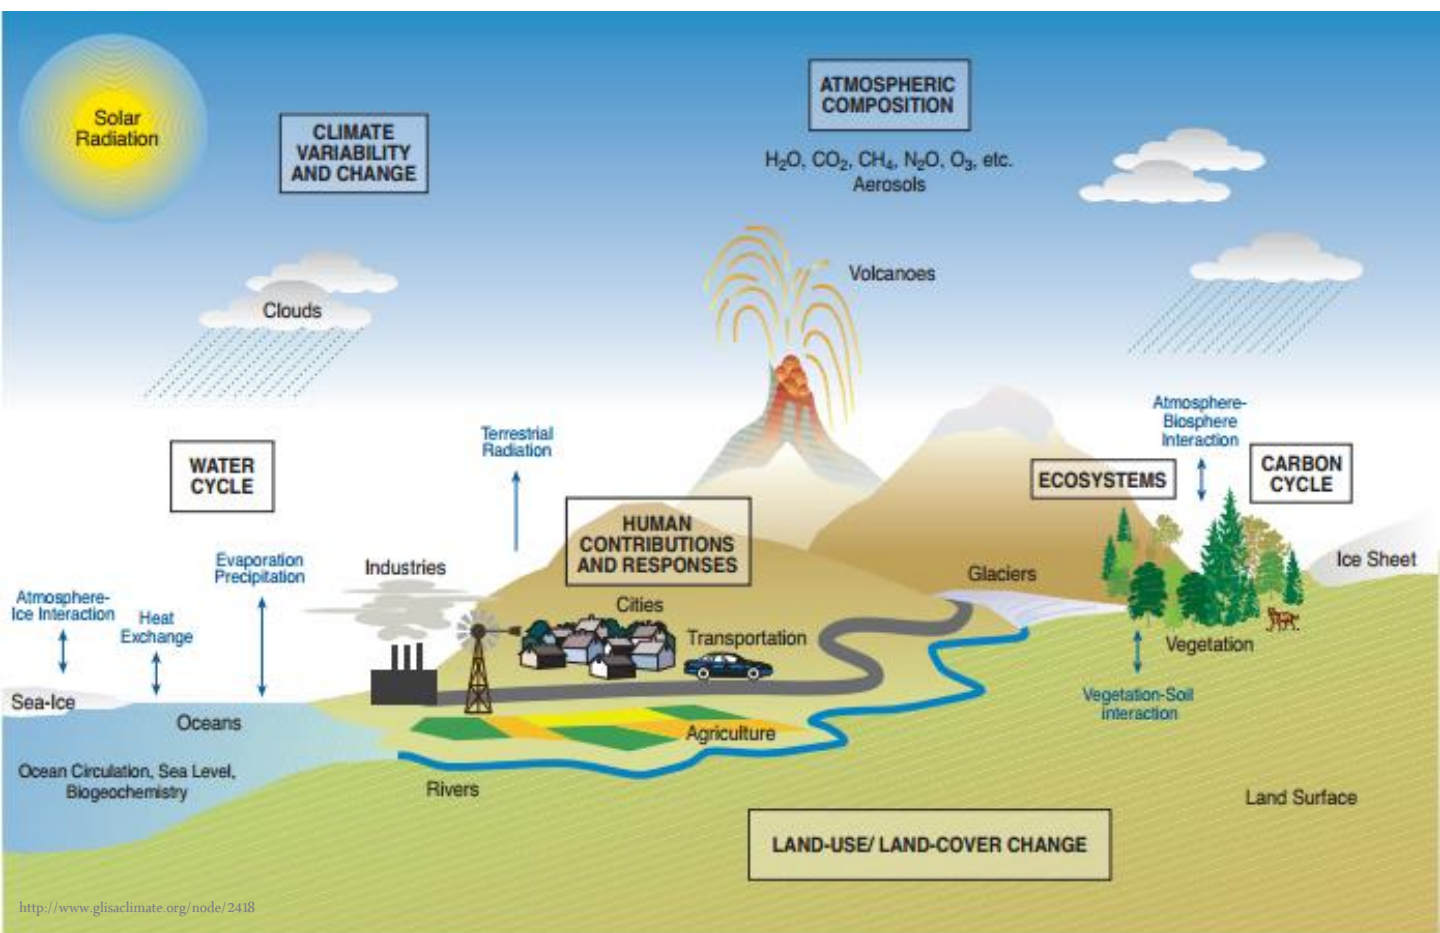 Solar
Radiation
CLIMATE
VARIABILITY
AND CHANGE
ATMOSPHERIC
COMPOSITION
H₂O, CO₂, CH₄, N₂O, O₃, etc.
Aerosols
Volcanoes
Clouds
Atmosphere-
Biosphere
Interaction
Terrestrial
Radiation
WATER
CYCLE
ECOSYSTEMS
CARBON
CYCLE
HUMAN
CONTRIBUTIONS
AND RESPONSES
Evaporation
Precipitation
Industries
Glaciers
Ice Sheet
Atmosphere-
Ice Interaction
Heat
Exchange
Cities
Transportation
Vegetation
Sea-Ice
Oceans
Vegetation-Soil
interaction
Agriculture
Ocean Circulation, Sea Level,
Biogeochemistry
Rivers
Land Surface
LAND-USE/ LAND-COVER CHANGE
http://www.glisaclimate.org/node/2418